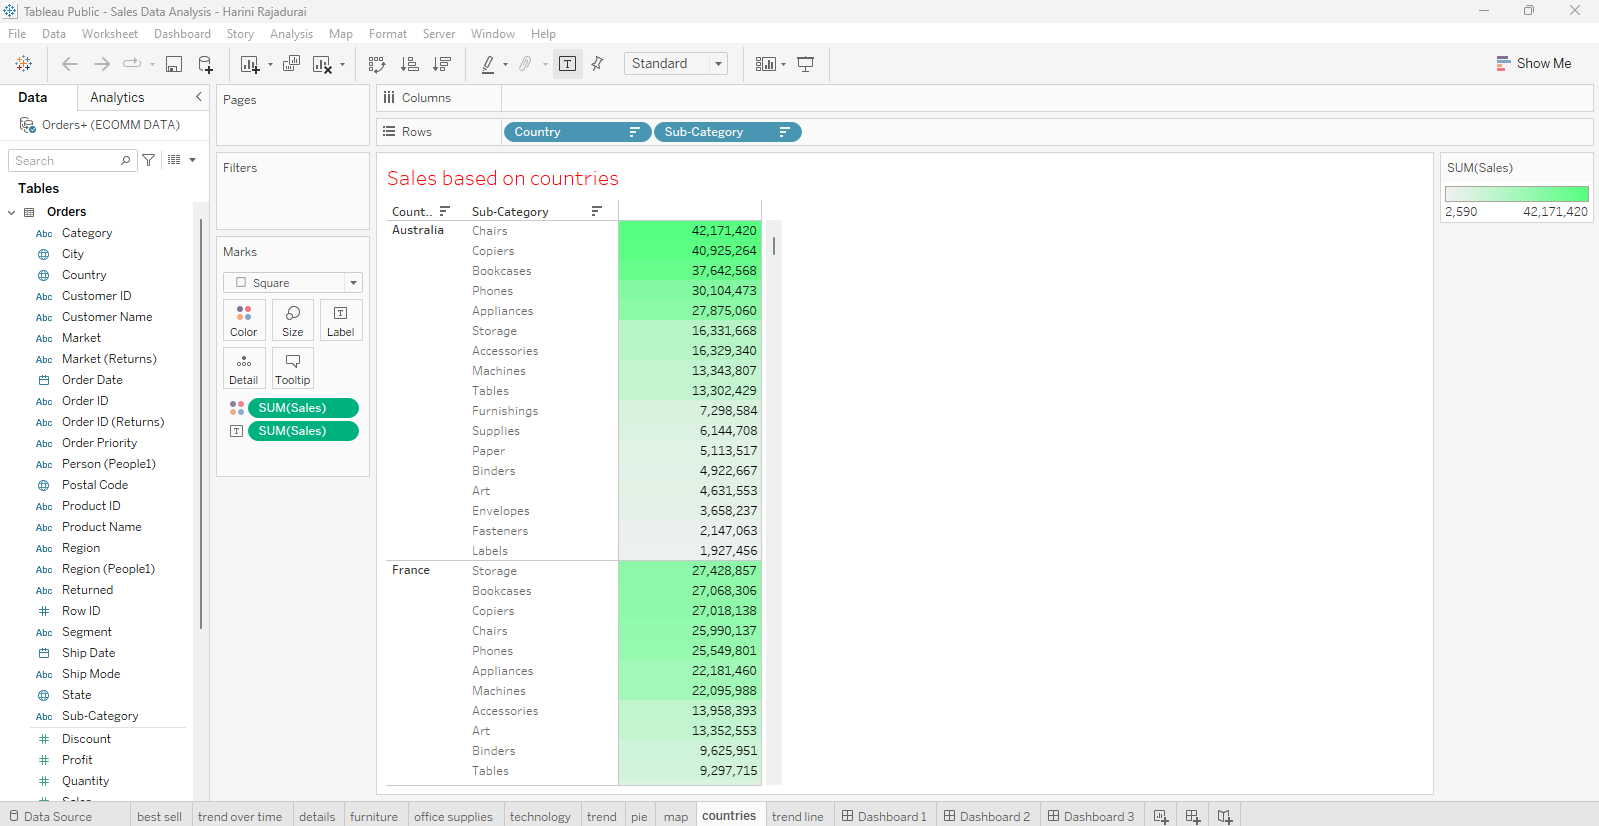 Tableau Public - Sales Data Analysis - Harini Rajadurai
File Data Worksheet Dashboard Story Analysis Map Format Server Window Help
Standard
Show Me
Data Analytics
Orders+ (ECOMM DATA)
Search
Tables
Orders
Abc Category
City
Country
Abc Customer ID
Abc Customer Name
Abc Market
Abc Market (Returns)
Order Date
Abc Order ID
Abc Order ID (Returns)
Abc Order Priority
Abc Person (People1)
Postal Code
Abc Product ID
Abc Product Name
Abc Region
Abc Region (People1)
Abc Returned
# Row ID
Abc Segment
Ship Date
Abc Ship Mode
State
Abc Sub-Category
# Discount
# Profit
# Quantity
Pages
Filters
Marks
Square
Color Size Label
Detail Tooltip
SUM(Sales)
T SUM(Sales)
Columns
Rows Country Sub-Category
Sales based on countries
Count.. Sub-Category
Australia Chairs 42,171,420
Copiers 40,925,264
Bookcases 37,642,568
Phones 30,104,473
Appliances 27,875,060
Storage 16,331,668
Accessories 16,329,340
Machines 13,343,807
Tables 13,302,429
Furnishings 7,298,584
Supplies 6,144,708
Paper 5,113,517
Binders 4,922,667
Art 4,631,553
Envelopes 3,658,237
Fasteners 2,147,063
Labels 1,927,456
France Storage 27,428,857
Bookcases 27,068,306
Copiers 27,018,138
Chairs 25,990,137
Phones 25,549,801
Appliances 22,181,460
Machines 22,095,988
Accessories 13,958,393
Art 13,352,553
Binders 9,625,951
Tables 9,297,715
SUM(Sales)
2,590 42,171,420
Data Source best sell trend over time details furniture office supplies technology trend pie map countries trend line Dashboard 1 Dashboard 2 Dashboard 3